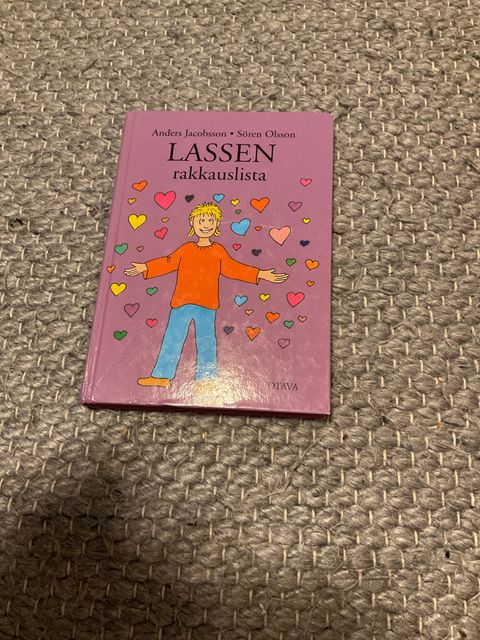 Anders Jacobsson • Sören Olsson
LASSEN
rakkauslista
OTAVA